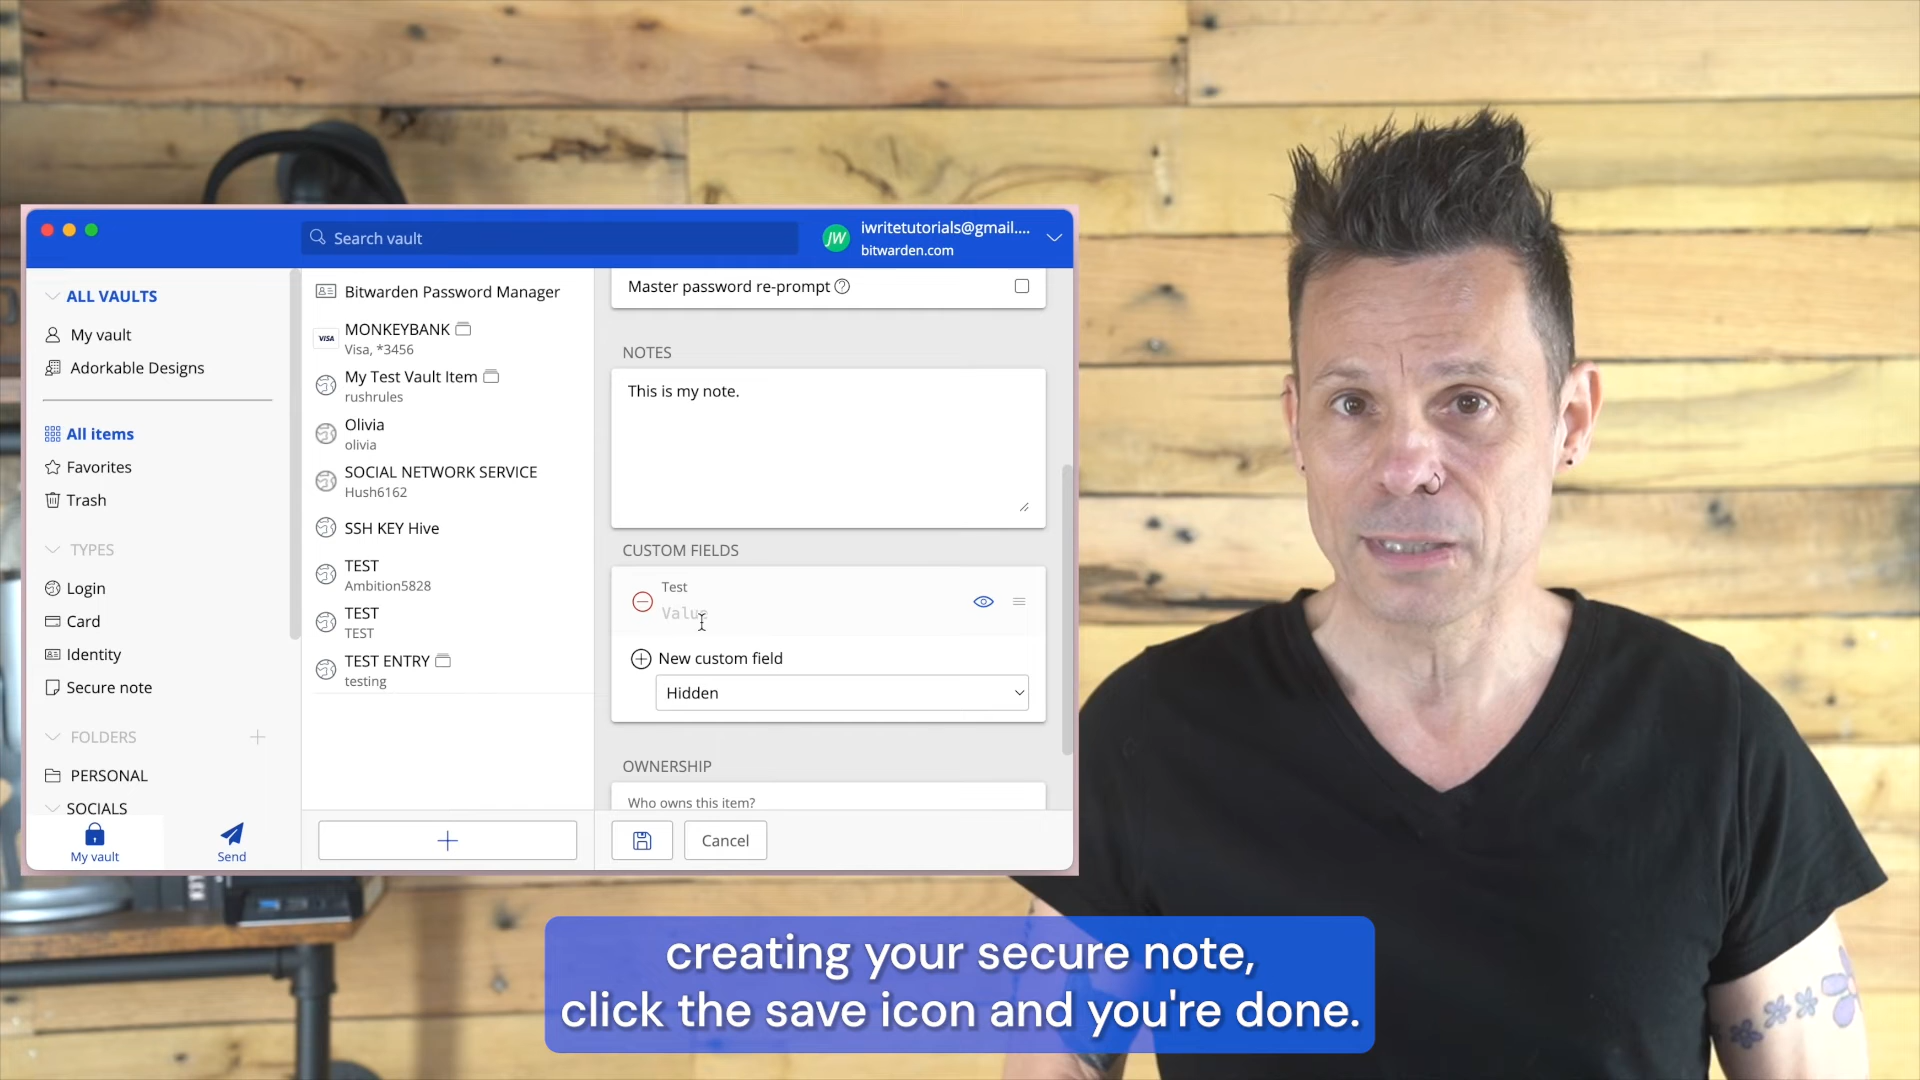 Search vault
JW
iwritetutorials@gmail....
bitwarden.com
ALL VAULTS
My vault
Adorkable Designs
All items
Favorites
Trash
TYPES
Login
Card
Identity
Secure note
FOLDERS
PERSONAL
SOCIALS
My vault
Send
Bitwarden Password Manager
VISA
MONKEYBANK
Visa, *3456
My Test Vault Item
rushrules
Olivia
olivia
SOCIAL NETWORK SERVICE
Hush6162
SSH KEY Hive
TEST
Ambition5828
TEST
TEST
TEST ENTRY
testing
Master password re-prompt
NOTES
This is my note.
CUSTOM FIELDS
Test
Value
New custom field
Hidden
OWNERSHIP
Who owns this item?
Cancel
creating your secure note,
click the save icon and you're done.